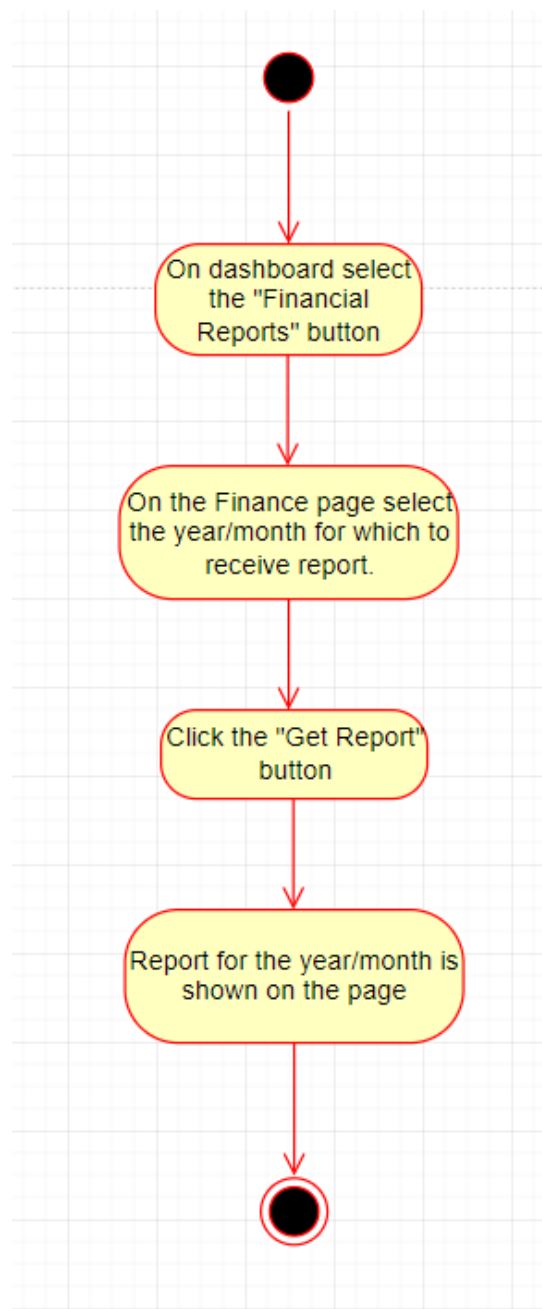 On dashboard select
the "Financial
Reports" button
On the Finance page select
the year/month for which to
receive report.
Click the "Get Report"
button
Report for the year/month is
shown on the page